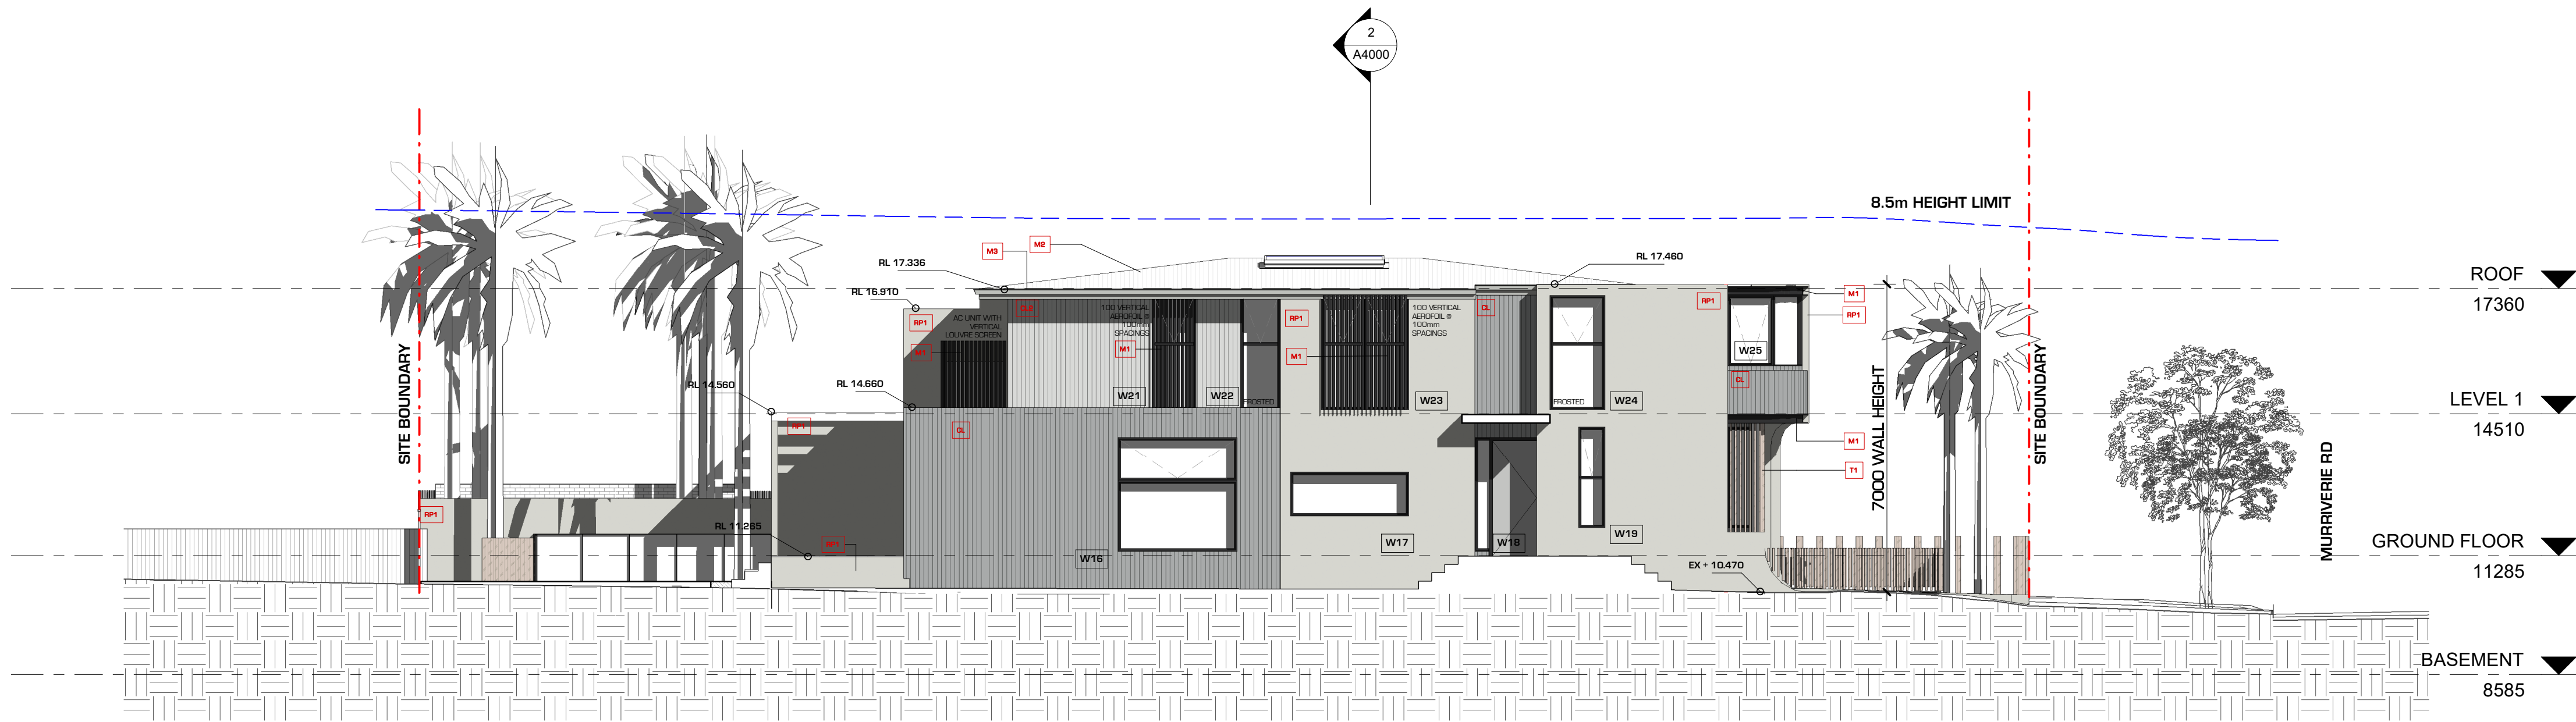 2
A4000
8.5m HEIGHT LIMIT
M3
M2
RL 17.336
RL 17.460
RL 16.910
ROOF
17360
RP1
AC UNIT WITH
VERTICAL
LOUVRE SCREEN
CL2
100 VERTICAL
AEROFOIL @
100mm
SPACINGS
RP1
100 VERTICAL
AEROFOIL @
100mm
SPACINGS
CL
RP1
M1
RP1
M1
M1
M1
W25
CL
SITE BOUNDARY
RL 14.560
RL 14.660
W21
W22
FROSTED
W23
FROSTED
W24
7000 WALL HEIGHT
SITE BOUNDARY
LEVEL 1
14510
RP1
CL
M1
T1
MURRIVERIE RD
RP1
RL 11.265
RP1
W16
W17
W18
W19
GROUND FLOOR
11285
EX + 10.470
BASEMENT
8585